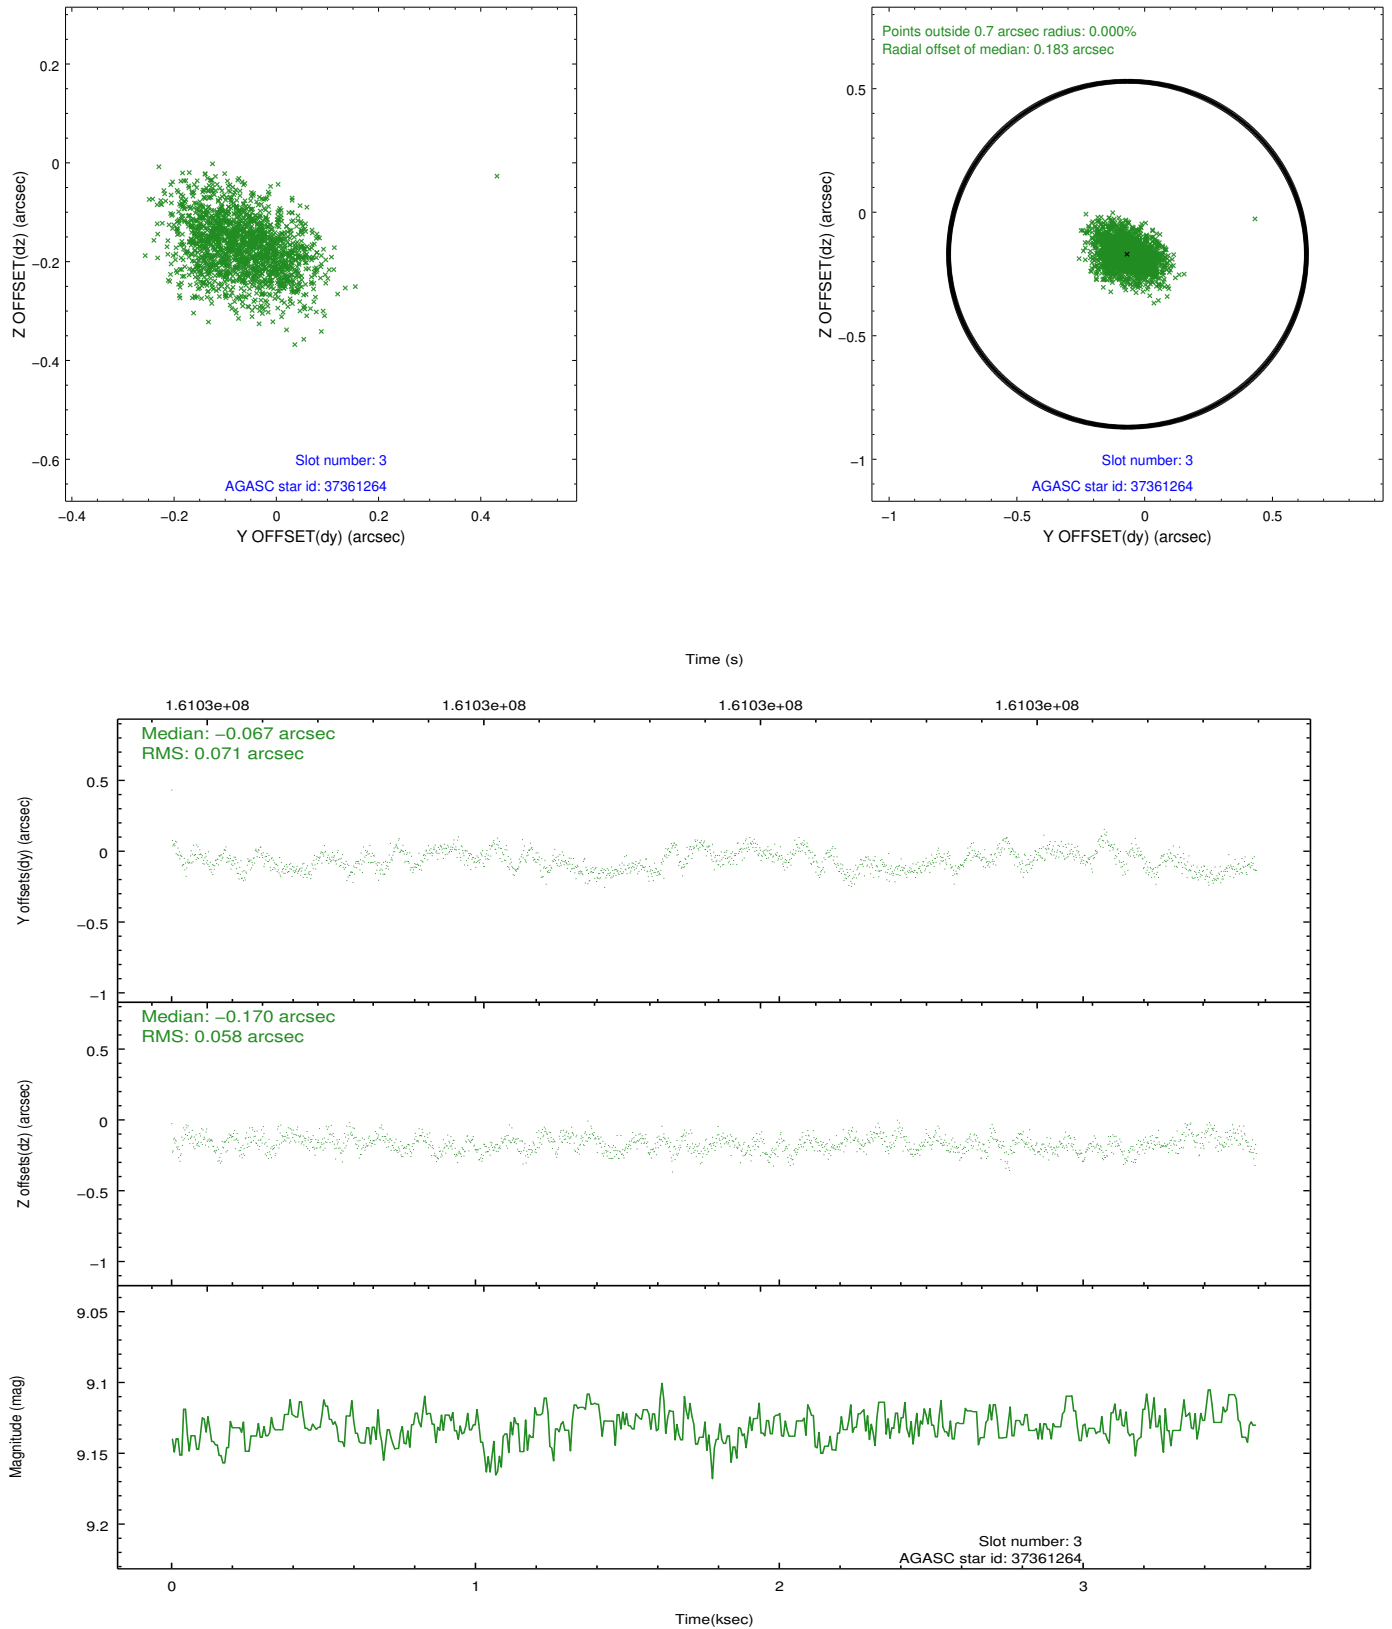 0.2
0
−0.2
−0.4
−0.6
Z OFFSET(dz) (arcsec)
Slot number: 3
AGASC star id: 37361264
−0.4 −0.2 0 0.2 0.4
Y OFFSET(dy) (arcsec)
Points outside 0.7 arcsec radius: 0.000%
Radial offset of median: 0.183 arcsec
0.5
0
−0.5
−1
Z OFFSET(dz) (arcsec)
Slot number: 3
AGASC star id: 37361264
−1 −0.5 0 0.5
Y OFFSET(dy) (arcsec)
Time (s)
1.6103e+08 1.6103e+08 1.6103e+08 1.6103e+08
Median: −0.067 arcsec
RMS: 0.071 arcsec
0.5
0
−0.5
−1
Y offsets(dy) (arcsec)
Median: −0.170 arcsec
RMS: 0.058 arcsec
0.5
0
−0.5
−1
Z offsets(dz) (arcsec)
9.05
9.1
9.15
9.2
Magnitude (mag)
Slot number: 3
AGASC star id: 37361264
0 1 2 3
Time(ksec)